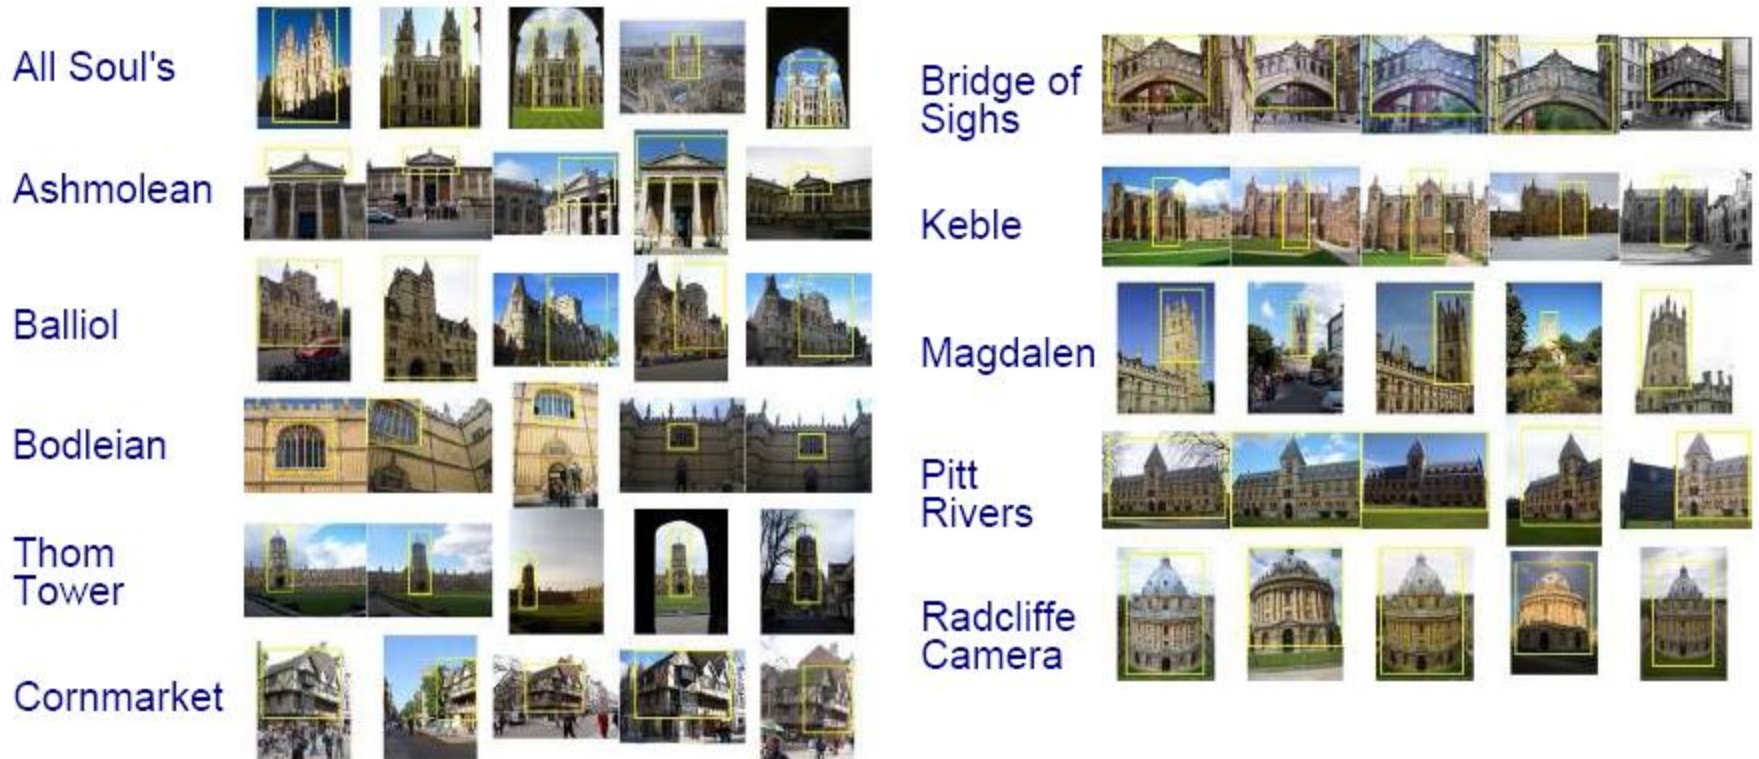 All Soul's
Ashmolean
Balliol
Bodleian
Thom
Tower
Cornmarket
Bridge of
Sighs
Keble
Magdalen
Pitt
Rivers
Radcliffe
Camera